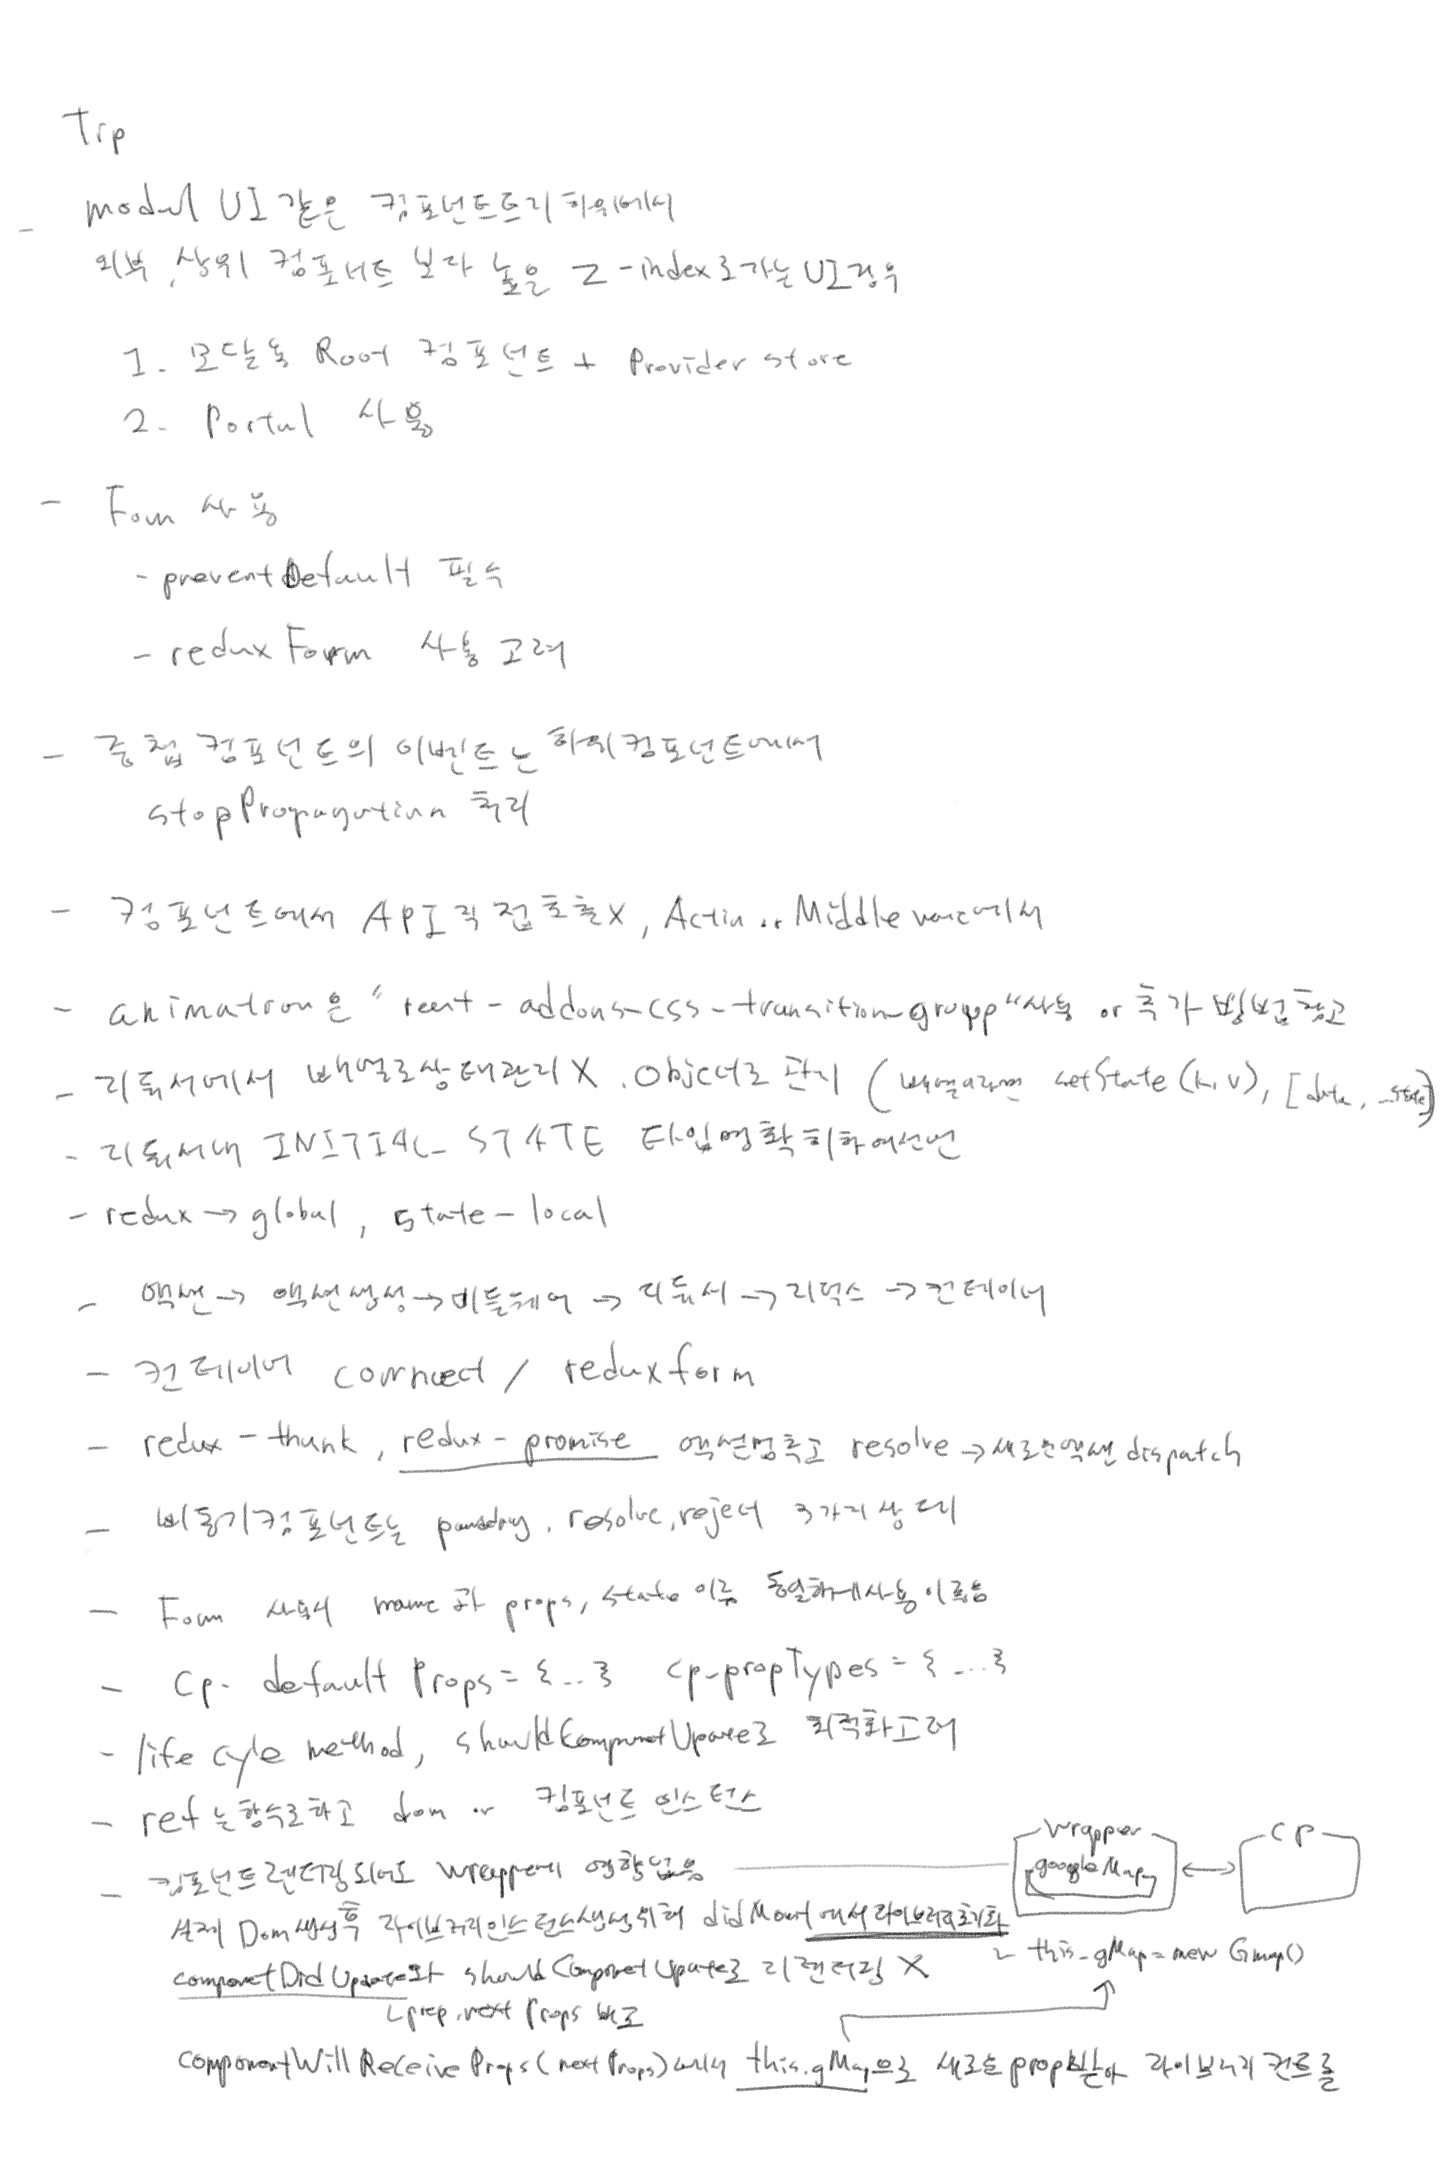 Tip
- modal UI 같은 컴포넌트트리 하위에서
외부, 상위 컴포넌트 보다 높은 z-index로가는 UI경우
1. 모달용 Root 컴포넌트 + Provider store
2. Portal 사용
- Form 사용
- preventDefault 필수
- redux Form 사용 고려
- 중첩 컴포넌트의 이벤트는 하위컴포넌트에서
stopPropagation 처리
- 컴포넌트에서 API 직접호출X, Action or Middleware에서
- animation은 "react-addons-css-transition-group"사용 or 추가 방법참고
- 리듀서에서 배열로상태관리 X. Object로 관리 (배열이라면 setState(k, v), [data, ...state])
- 리듀서내 INITIAL_STATE 타입명확히하여선언
- redux → global, state - local
- 액션 → 액션생성 → 미들웨어 → 리듀서 → 리덕스 → 컨테이너
- 컨테이너 connect / reduxform
- redux-thunk, redux-promise 액션멈추고 resolve → 새로운액션 dispatch
- 비동기컴포넌트는 pending, resolve, reject 3가지상태
- Form 사용시 name과 props, state 이름 동일하게사용
- Cp. defaultProps = {...} cp.propTypes = {...}
- life cyle method, shouldComponentUpdate로 최적화고려
- ref는함수로하고 dom or 컴포넌트 인스턴스
- 컴포넌트렌더링되어도 wrapper에 영향없음
Wrapper
googleMap
CP
실제 Dom생성후 라이브러리인스턴스생성위해 didMount에서라이브러리초기화
this.gMap = new Gmap()
componetDidUpdate와 shouldComponetUpdate로 리렌더링 X
prep, next Props 비교
componentWillReceiveProps(nextProps)에서 this.gMap으로 새로운props받아 라이브러리 컨트롤